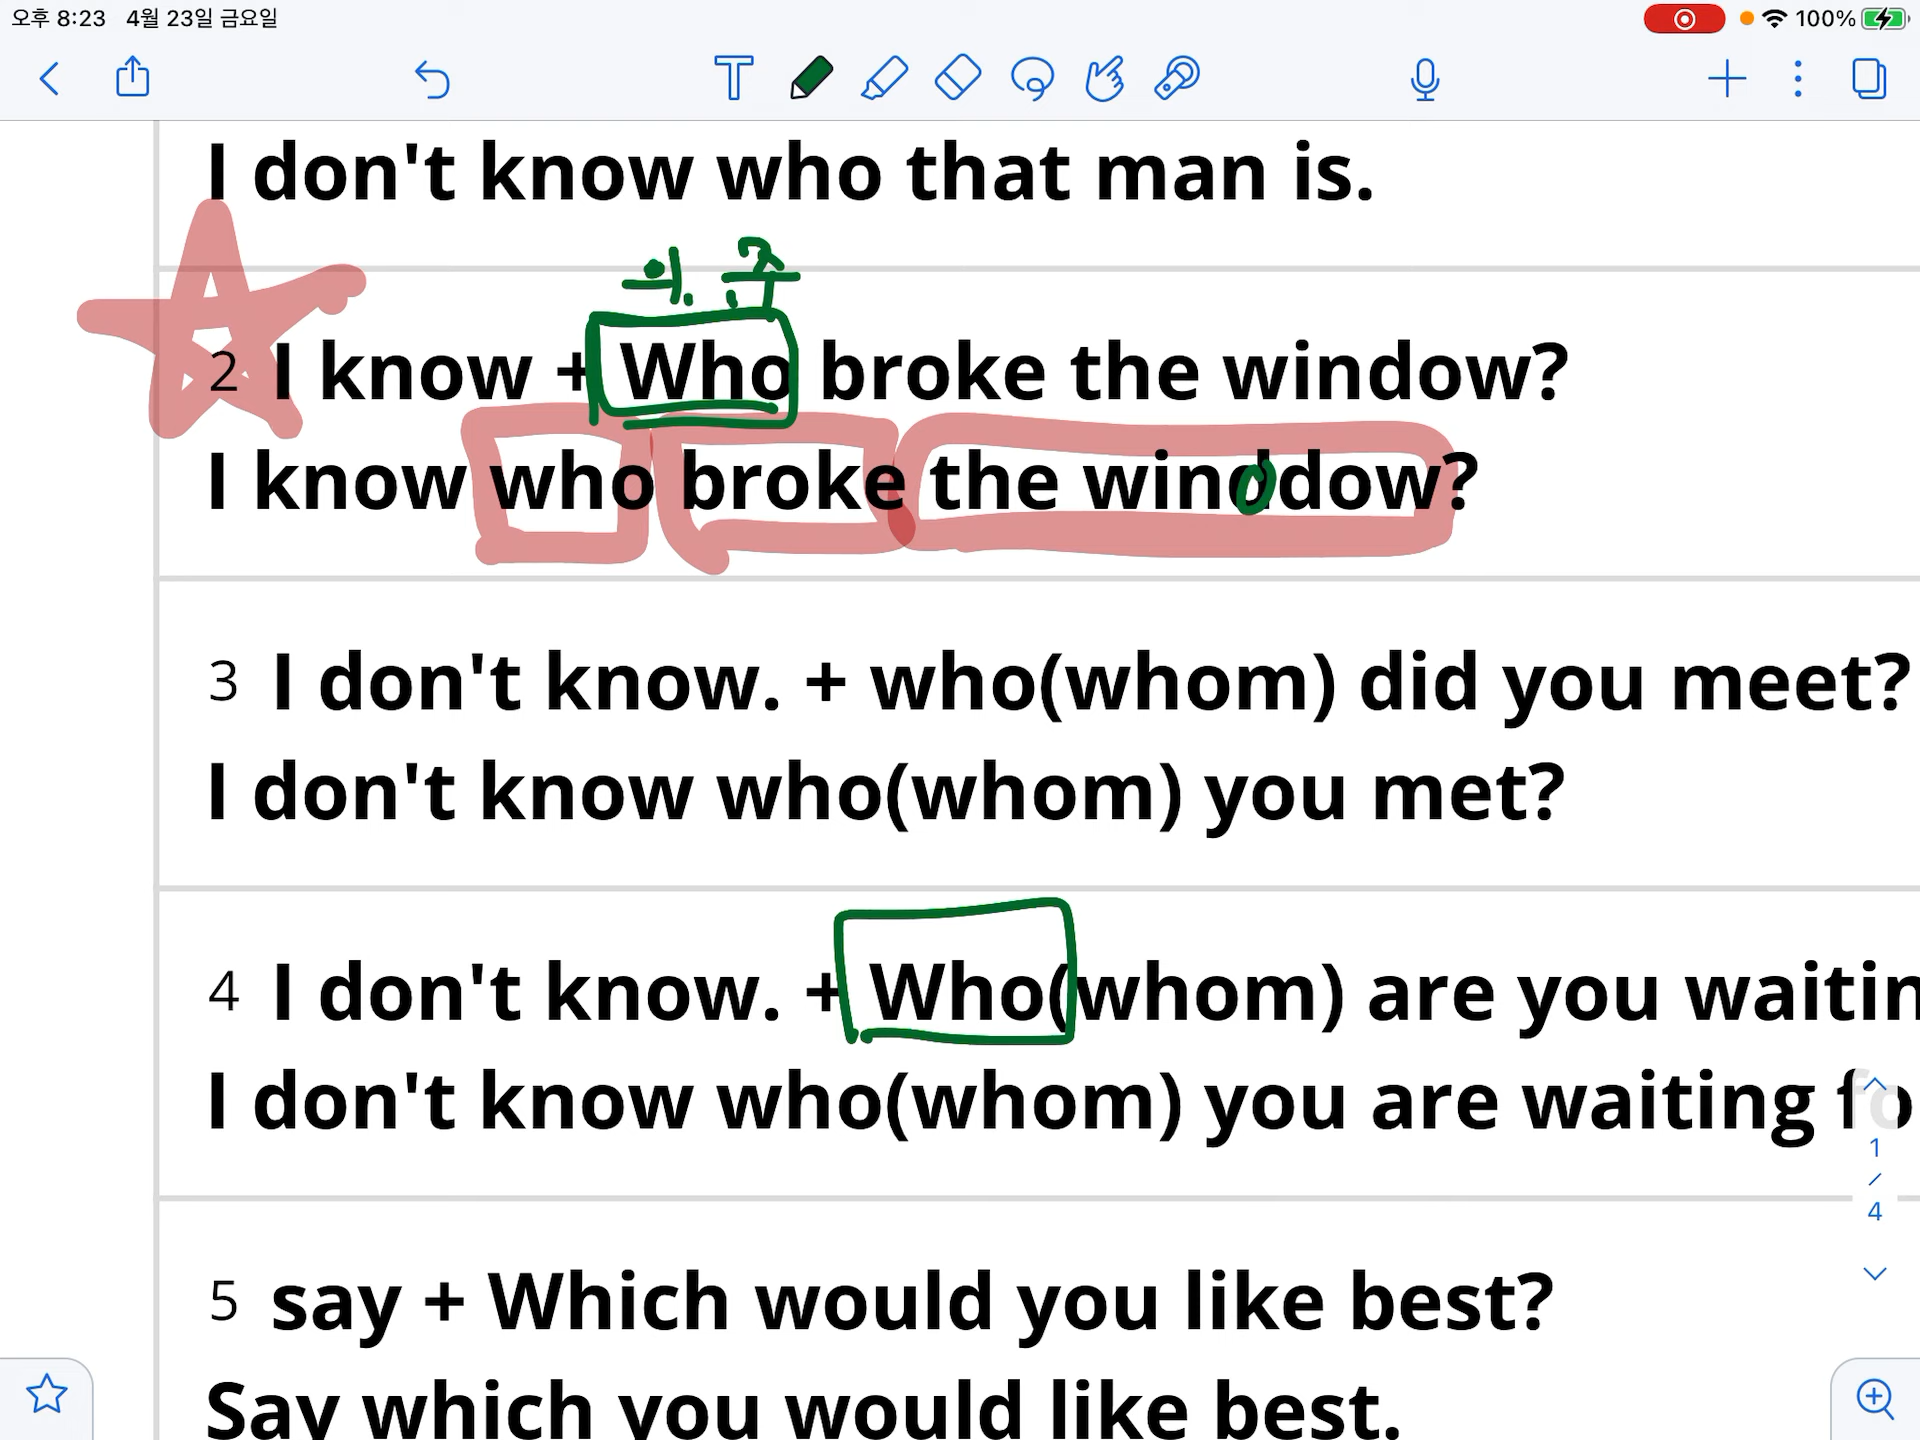 오후 8:23 4월 23일 금요일 100%
I don't know who that man is.
의. 주
2 I know + Who broke the window?
I know who broke the winddow?
3 I don't know. + who(whom) did you meet?
I don't know who(whom) you met?
4 I don't know. + Who(whom) are you waitin
I don't know who(whom) you are waiting fo
1
/
4
5 say + Which would you like best?
Say which you would like best.